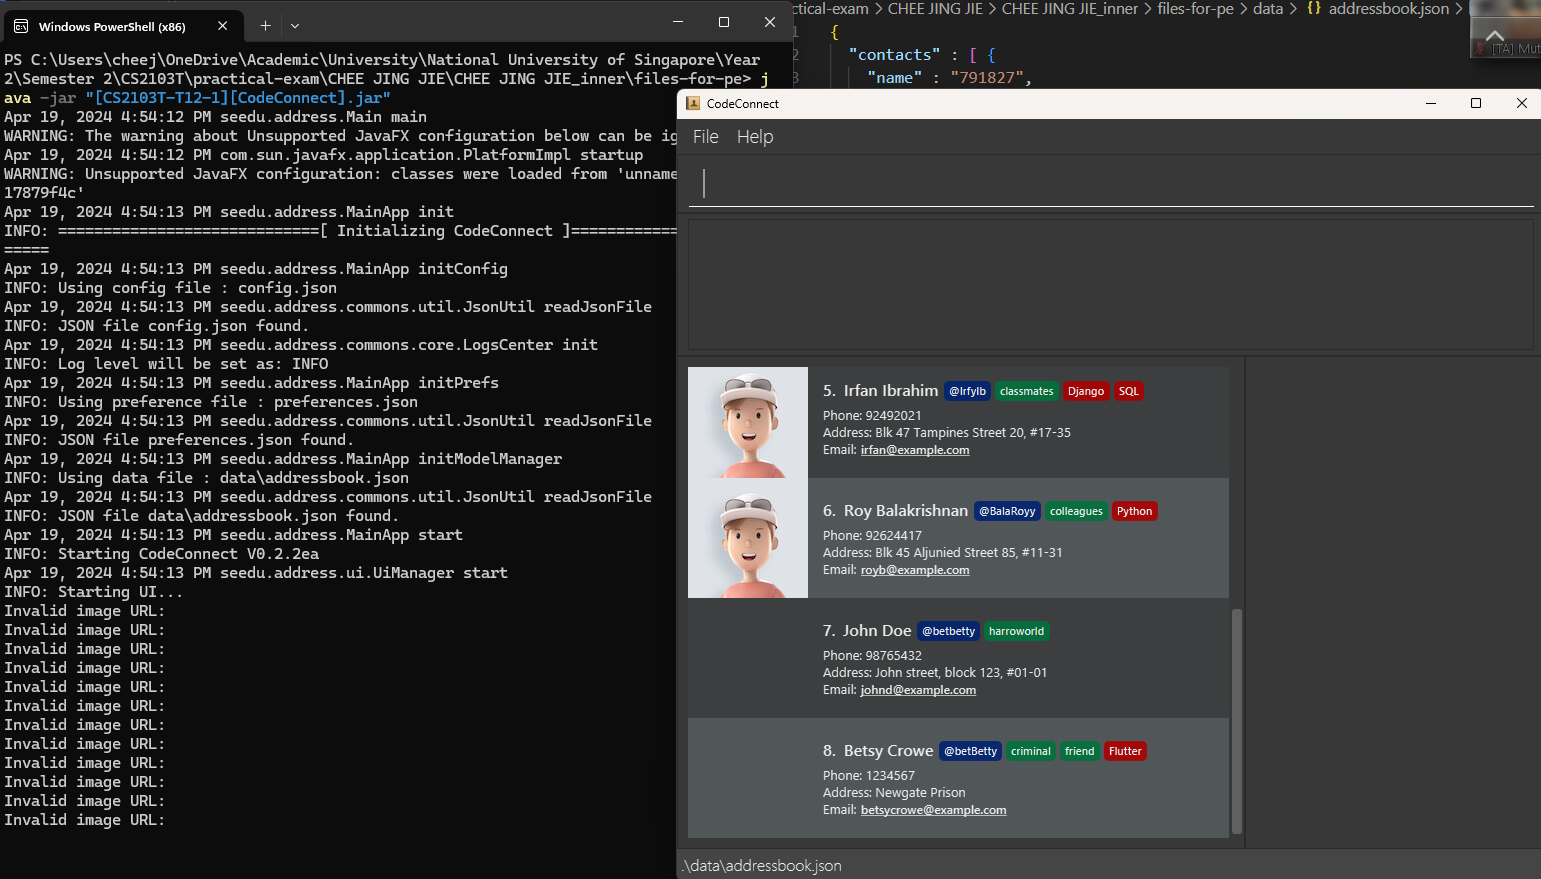 Windows PowerShell (x86)
PS C:\Users\cheej\OneDrive\Academic\University\National University of Singapore\Year
2\Semester 2\CS2103T\practical-exam\CHEE JING JIE\CHEE JING JIE_inner\files-for-pe> j
ava -jar "[CS2103T-T12-1][CodeConnect].jar"
Apr 19, 2024 4:54:12 PM seedu.address.Main main
WARNING: The warning about Unsupported JavaFX configuration below can be ig
Apr 19, 2024 4:54:12 PM com.sun.javafx.application.PlatformImpl startup
WARNING: Unsupported JavaFX configuration: classes were loaded from 'unname
17879f4c'
Apr 19, 2024 4:54:13 PM seedu.address.MainApp init
INFO: =============================[ Initializing CodeConnect ]============
=====
Apr 19, 2024 4:54:13 PM seedu.address.MainApp initConfig
INFO: Using config file : config.json
Apr 19, 2024 4:54:13 PM seedu.address.commons.util.JsonUtil readJsonFile
INFO: JSON file config.json found.
Apr 19, 2024 4:54:13 PM seedu.address.commons.core.LogsCenter init
INFO: Log level will be set as: INFO
Apr 19, 2024 4:54:13 PM seedu.address.MainApp initPrefs
INFO: Using preference file : preferences.json
Apr 19, 2024 4:54:13 PM seedu.address.commons.util.JsonUtil readJsonFile
INFO: JSON file preferences.json found.
Apr 19, 2024 4:54:13 PM seedu.address.MainApp initModelManager
INFO: Using data file : data\addressbook.json
Apr 19, 2024 4:54:13 PM seedu.address.commons.util.JsonUtil readJsonFile
INFO: JSON file data\addressbook.json found.
Apr 19, 2024 4:54:13 PM seedu.address.MainApp start
INFO: Starting CodeConnect V0.2.2ea
Apr 19, 2024 4:54:13 PM seedu.address.ui.UiManager start
INFO: Starting UI...
Invalid image URL:
Invalid image URL:
Invalid image URL:
Invalid image URL:
Invalid image URL:
Invalid image URL:
Invalid image URL:
Invalid image URL:
Invalid image URL:
Invalid image URL:
Invalid image URL:
Invalid image URL:
ctical-exam > CHEE JING JIE > CHEE JING JIE_inner > files-for-pe > data > {} addressbook.json >
1 {
2 "contacts" : [ {
3 "name" : "791827",
[TA] Mut
CodeConnect
File Help
5. Irfan Ibrahim @IrfyIb classmates Django SQL
Phone: 92492021
Address: Blk 47 Tampines Street 20, #17-35
Email: irfan@example.com
6. Roy Balakrishnan @BalaRoyy colleagues Python
Phone: 92624417
Address: Blk 45 Aljunied Street 85, #11-31
Email: royb@example.com
7. John Doe @betbetty harroworld
Phone: 98765432
Address: John street, block 123, #01-01
Email: johnd@example.com
8. Betsy Crowe @betBetty criminal friend Flutter
Phone: 1234567
Address: Newgate Prison
Email: betsycrowe@example.com
.\data\addressbook.json